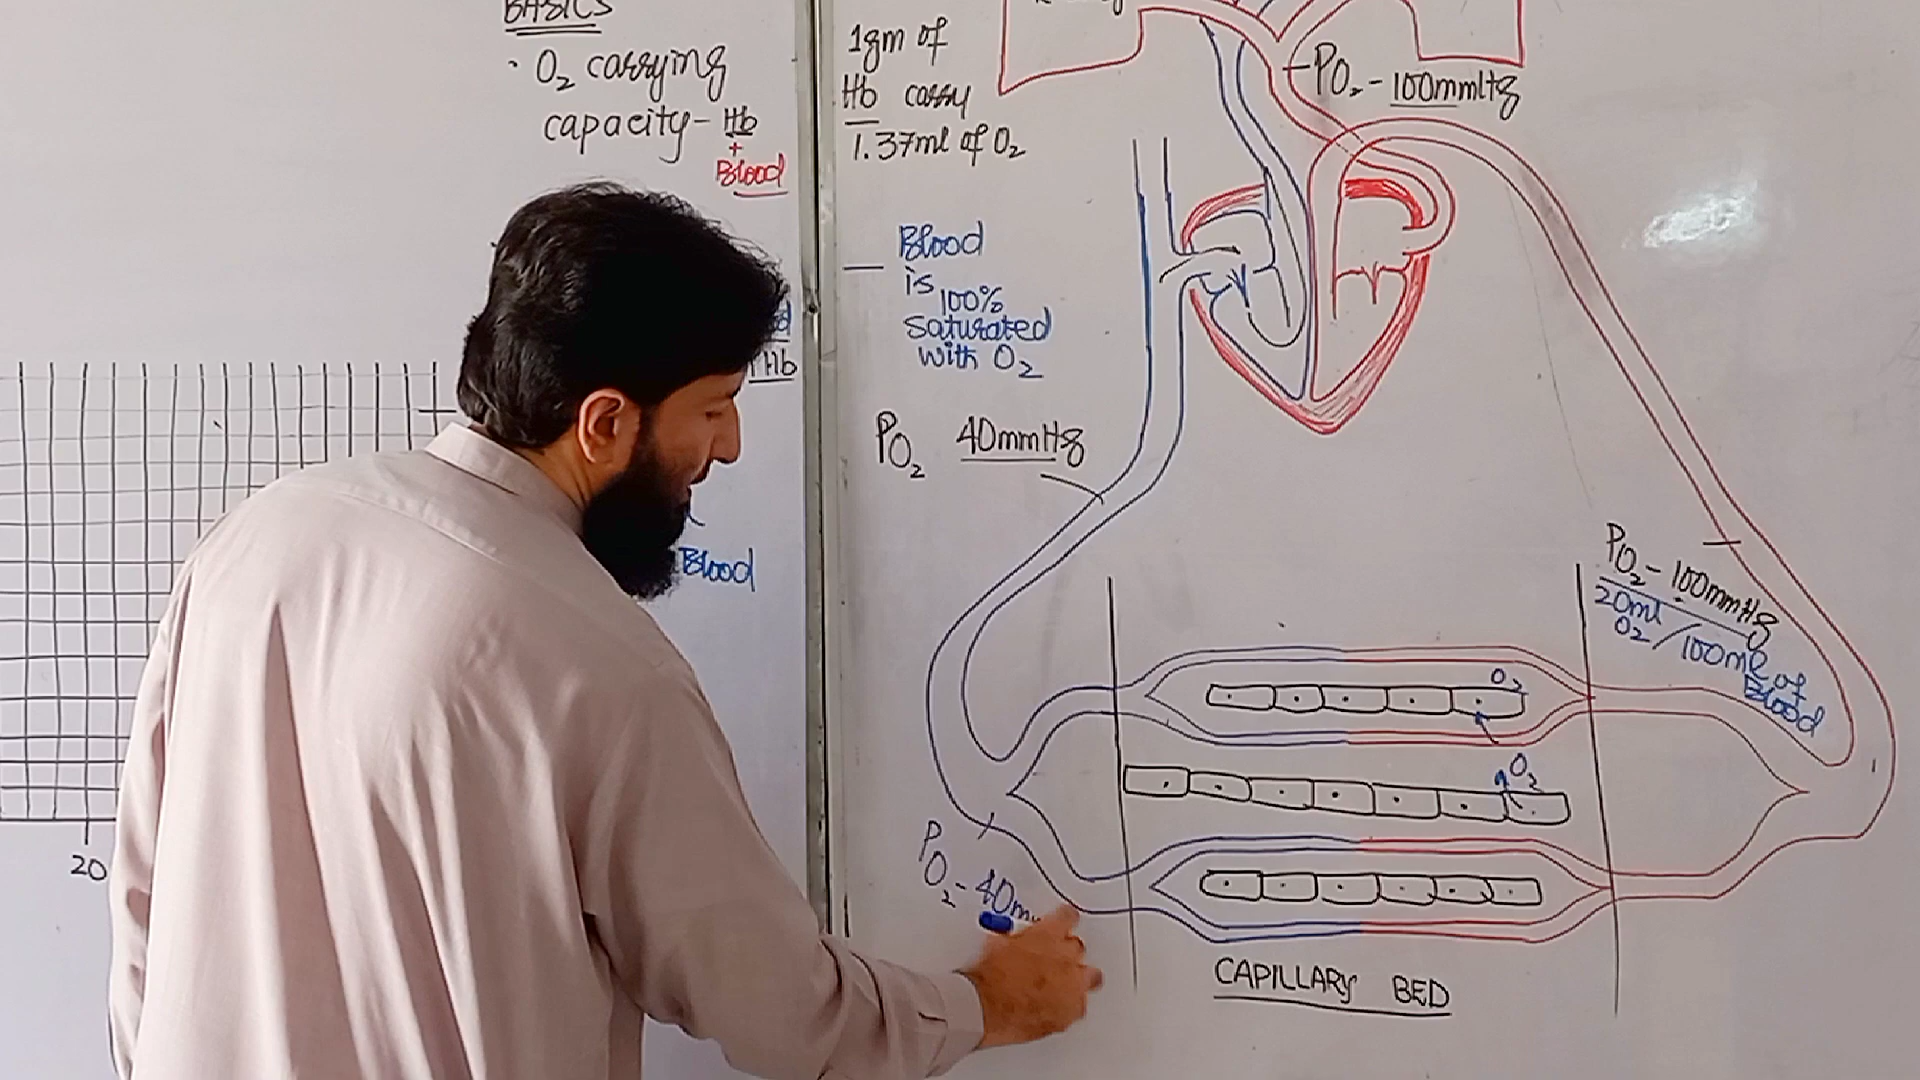 BASICS
· O₂ carrying
capacity - Hb
+
Blood
Hb
Blood
20
1gm of
Hb carry
1.37ml of O₂
Blood
is
100%
saturated
with O₂
PO₂ 40mmHg
PO₂ - 100mmHg
PO₂ - 100mmHg
20ml
O₂ / 100ml of
Blood
O₂
O₂
PO₂ - 40m
CAPILLARY BED